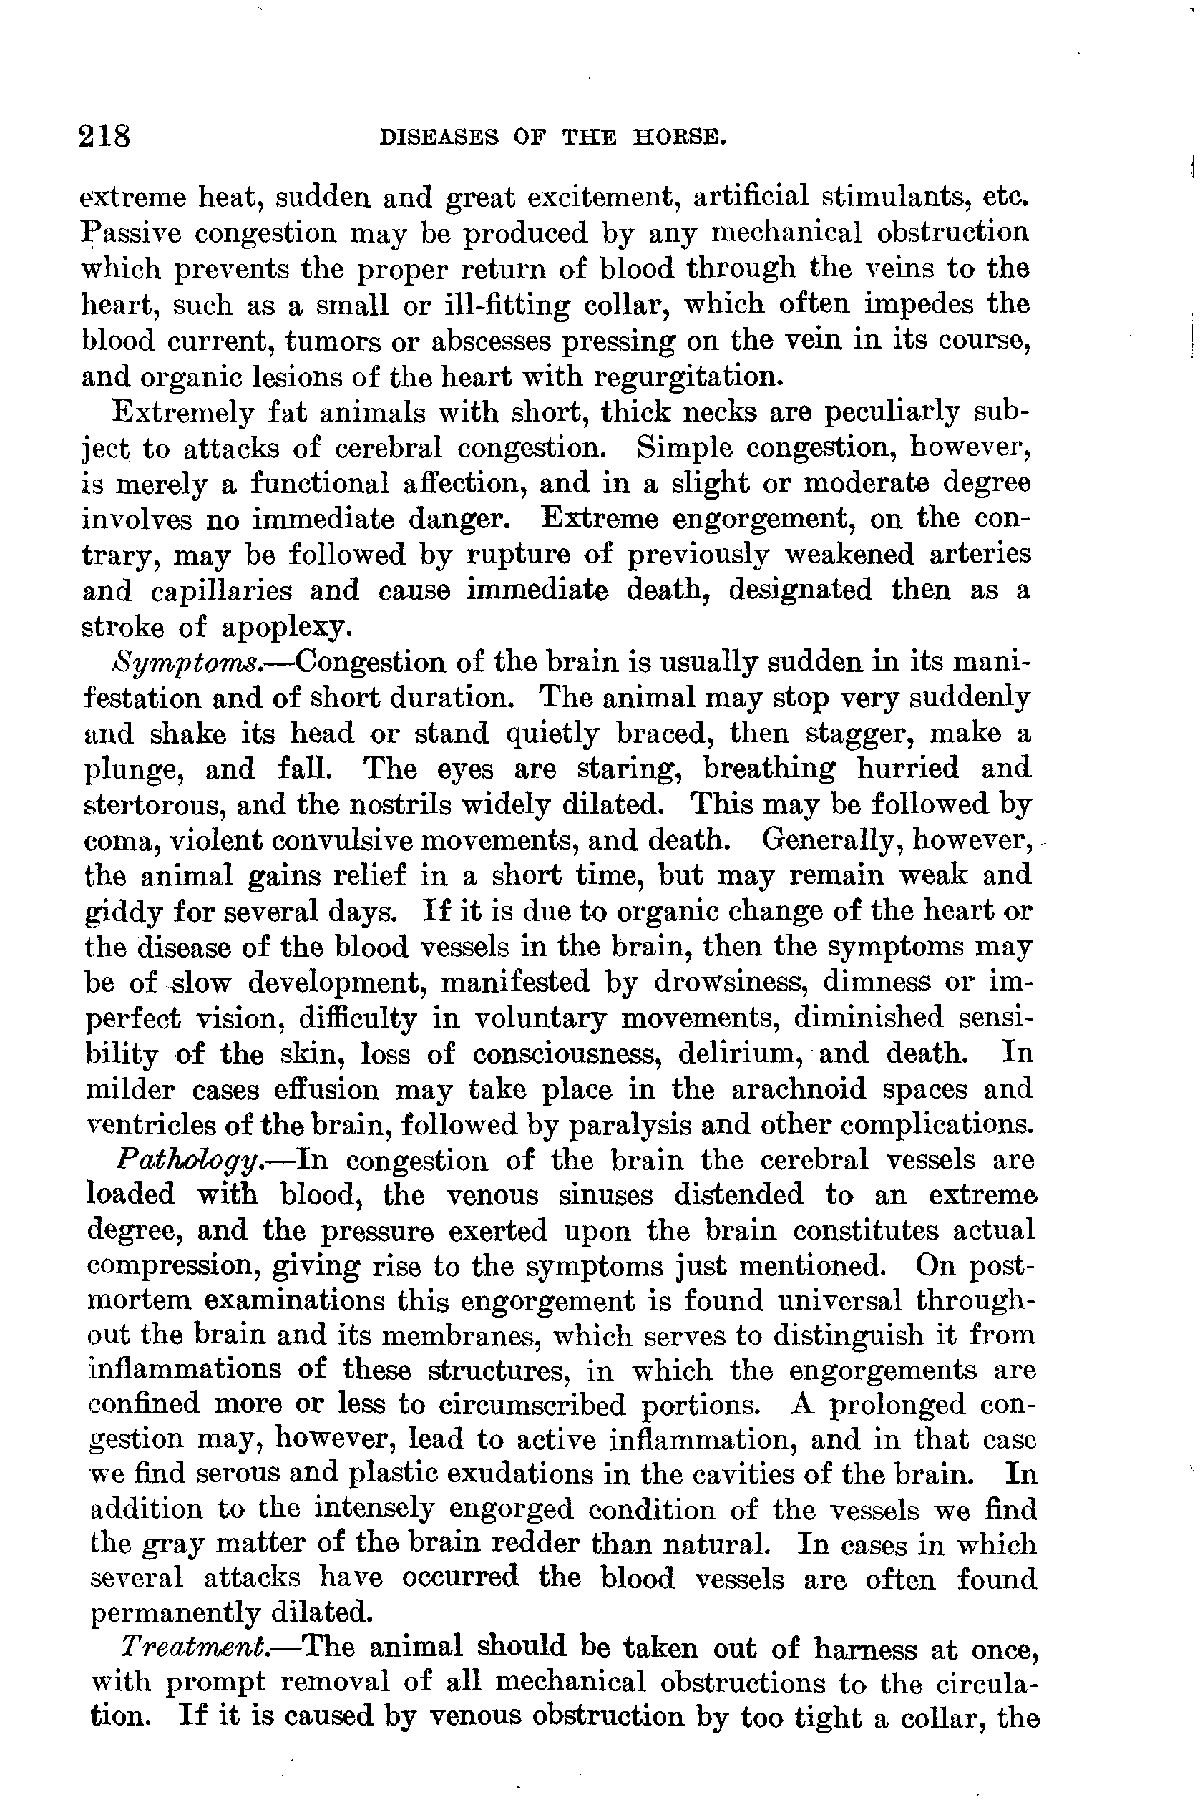 218 DISEASES OF THE HORSE.
extreme heat, sudden and great excitement, artificial stimulants, etc.
Passive congestion may be produced by any mechanical obstruction
which prevents the proper return of blood through the veins to the
heart, such as a small or ill-fitting collar, which often impedes the
blood current, tumors or abscesses pressing on the vein in its course,
and organic lesions of the heart with regurgitation.
Extremely fat animals with short, thick necks are peculiarly sub-
ject to attacks of cerebral congestion. Simple congestion, however,
is merely a functional affection, and in a slight or moderate degree
involves no immediate danger. Extreme engorgement, on the con-
trary, may be followed by rupture of previously weakened arteries
and capillaries and cause immediate death, designated then as a
stroke of apoplexy.
Symptoms.—Congestion of the brain is usually sudden in its mani-
festation and of short duration. The animal may stop very suddenly
and shake its head or stand quietly braced, then stagger, make a
plunge, and fall. The eyes are staring, breathing hurried and
stertorous, and the nostrils widely dilated. This may be followed by
coma, violent convulsive movements, and death. Generally, however,
the animal gains relief in a short time, but may remain weak and
giddy for several days. If it is due to organic change of the heart or
the disease of the blood vessels in the brain, then the symptoms may
be of slow development, manifested by drowsiness, dimness or im-
perfect vision, difficulty in voluntary movements, diminished sensi-
bility of the skin, loss of consciousness, delirium, and death. In
milder cases effusion may take place in the arachnoid spaces and
ventricles of the brain, followed by paralysis and other complications.
Pathology.—In congestion of the brain the cerebral vessels are
loaded with blood, the venous sinuses distended to an extreme
degree, and the pressure exerted upon the brain constitutes actual
compression, giving rise to the symptoms just mentioned. On post-
mortem examinations this engorgement is found universal through-
out the brain and its membranes, which serves to distinguish it from
inflammations of these structures, in which the engorgements are
confined more or less to circumscribed portions. A prolonged con-
gestion may, however, lead to active inflammation, and in that case
we find serous and plastic exudations in the cavities of the brain. In
addition to the intensely engorged condition of the vessels we find
the gray matter of the brain redder than natural. In cases in which
several attacks have occurred the blood vessels are often found
permanently dilated.
Treatment.—The animal should be taken out of harness at once,
with prompt removal of all mechanical obstructions to the circula-
tion. If it is caused by venous obstruction by too tight a collar, the